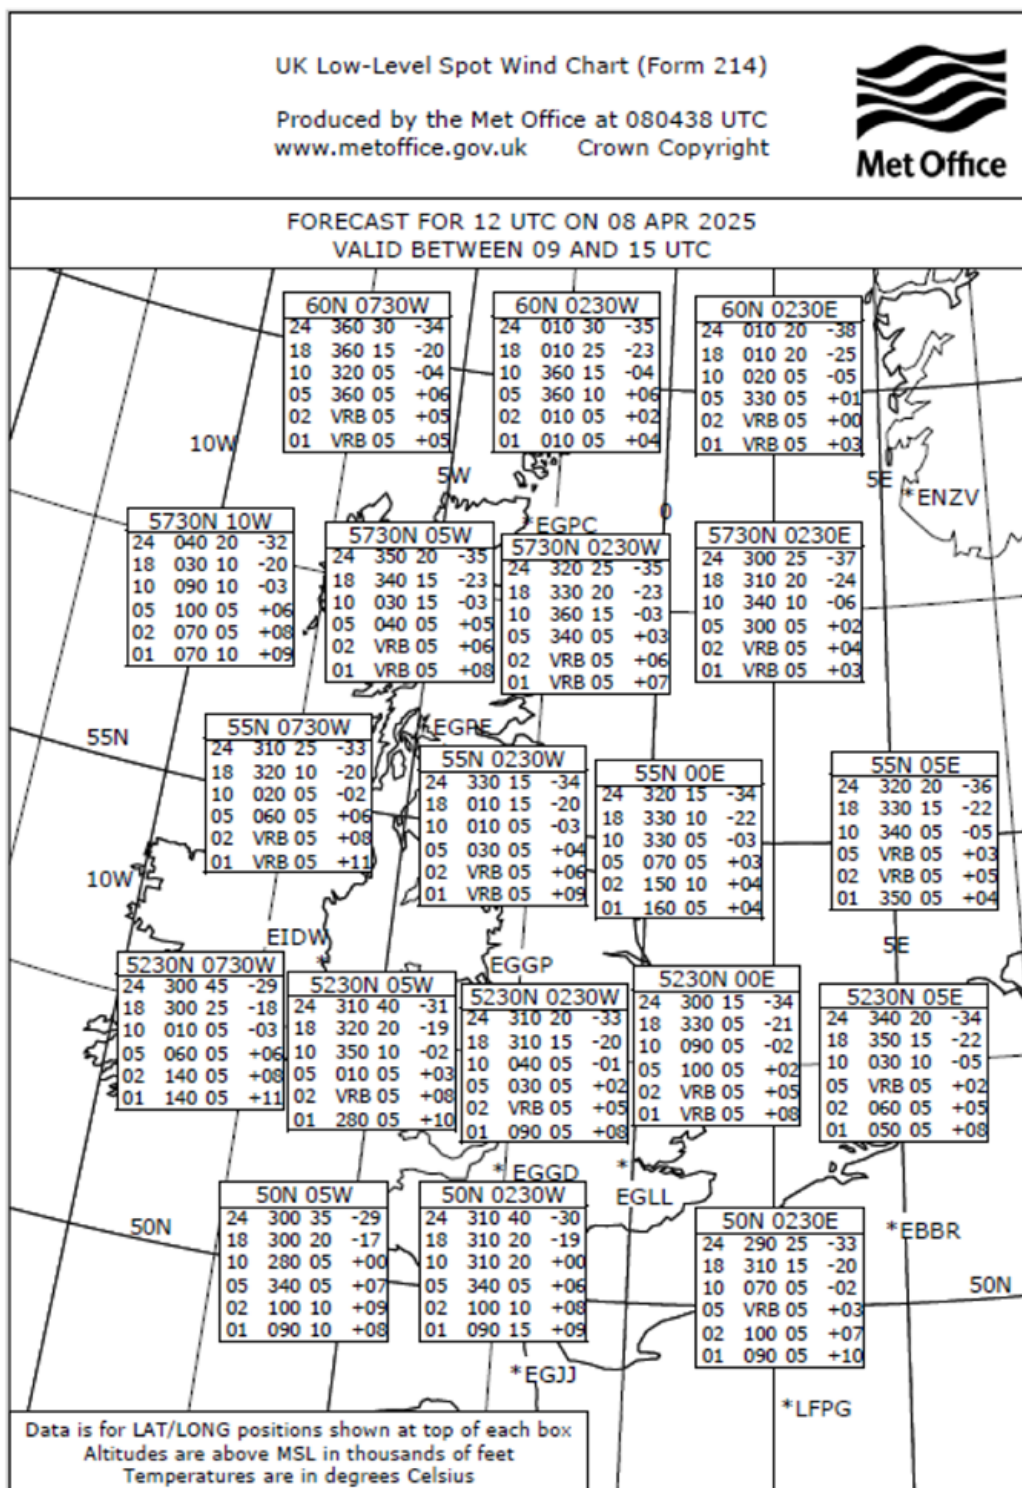 UK Low-Level Spot Wind Chart (Form 214)
Produced by the Met Office at 080438 UTC
www.metoffice.gov.uk Crown Copyright
Met Office
FORECAST FOR 12 UTC ON 08 APR 2025
VALID BETWEEN 09 AND 15 UTC
60N 0730W
24 360 30 -34
18 360 15 -20
10 320 05 -04
05 360 05 +06
02 VRB 05 +05
01 VRB 05 +05
60N 0230W
24 010 30 -35
18 010 25 -23
10 360 15 -04
05 360 10 +06
02 010 05 +02
01 010 05 +04
60N 0230E
24 010 20 -38
18 010 20 -25
10 020 05 -05
05 330 05 +01
02 VRB 05 +00
01 VRB 05 +03
10W
5W
0
5E
*ENZV
*EGPC
5730N 10W
24 040 20 -32
18 030 10 -20
10 090 10 -03
05 100 05 +06
02 070 05 +08
01 070 10 +09
5730N 05W
24 350 20 -35
18 340 15 -23
10 030 15 -03
05 040 05 +05
02 VRB 05 +06
01 VRB 05 +08
5730N 0230W
24 320 25 -35
18 330 20 -23
10 360 15 -03
05 340 05 +03
02 VRB 05 +06
01 VRB 05 +07
5730N 0230E
24 300 25 -37
18 310 20 -24
10 340 10 -06
05 300 05 +02
02 VRB 05 +04
01 VRB 05 +03
55N
*EGPF
55N 0730W
24 310 25 -33
18 320 10 -20
10 020 05 -02
05 060 05 +06
02 VRB 05 +08
01 VRB 05 +11
55N 0230W
24 330 15 -34
18 010 15 -20
10 010 05 -03
05 030 05 +04
02 VRB 05 +06
01 VRB 05 +09
55N 00E
24 320 15 -34
18 330 10 -22
10 330 05 -03
05 070 05 +03
02 150 10 +04
01 160 05 +04
55N 05E
24 320 20 -36
18 330 15 -22
10 340 05 -05
05 VRB 05 +03
02 VRB 05 +05
01 350 05 +04
10W
EIDW
*
EGGP
5E
5230N 0730W
24 300 45 -29
18 300 25 -18
10 010 05 -03
05 060 05 +06
02 140 05 +08
01 140 05 +11
5230N 05W
24 310 40 -31
18 320 20 -19
10 350 10 -02
05 010 05 +03
02 VRB 05 +08
01 280 05 +10
5230N 0230W
24 310 20 -33
18 310 15 -20
10 040 05 -01
05 030 05 +02
02 VRB 05 +05
01 090 05 +08
5230N 00E
24 300 15 -34
18 330 05 -21
10 090 05 -02
05 100 05 +02
02 VRB 05 +05
01 VRB 05 +08
5230N 05E
24 340 20 -34
18 350 15 -22
10 030 10 -05
05 VRB 05 +02
02 060 05 +05
01 050 05 +08
* EGGD
*
EGLL
50N
*EBBR
50N
50N 05W
24 300 35 -29
18 300 20 -17
10 280 05 +00
05 340 05 +07
02 100 10 +09
01 090 10 +08
50N 0230W
24 310 40 -30
18 310 20 -19
10 310 20 +00
05 340 05 +06
02 100 10 +08
01 090 15 +09
50N 0230E
24 290 25 -33
18 310 15 -20
10 070 05 -02
05 VRB 05 +03
02 100 05 +07
01 090 05 +10
*EGJJ
*LFPG
Data is for LAT/LONG positions shown at top of each box
Altitudes are above MSL in thousands of feet
Temperatures are in degrees Celsius